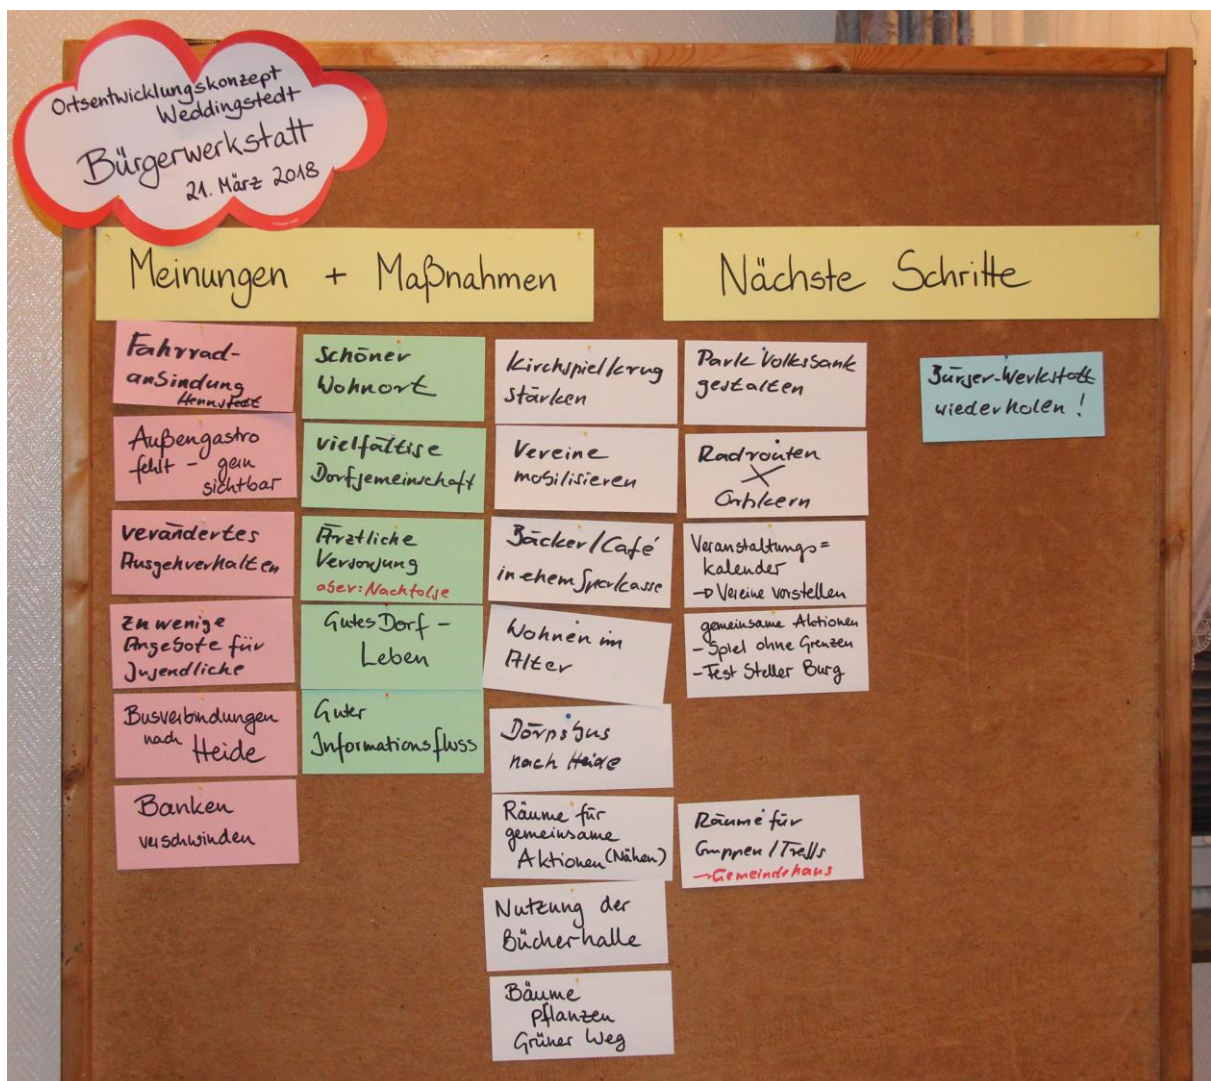 Ortsentwicklungskonzept
Weddingstedt
Bürgerwerkstatt
21. März 2018
Meinungen + Maßnahmen
Nächste Schritte
Fahrrad-
anbindung
Hennstedt
Außengastro
fehlt - gern
sichtbar
verändertes
Ausgehverhalten
zu wenige
Angebote für
Jugendliche
Busverbindungen
nach Heide
Banken
verschwinden
Schöner
Wohnort
vielfältige
Dorfgemeinschaft
Ärztliche
Versorgung
aber: Nachfolge
Gutes Dorf-
Leben
Guter
Informationsfluss
Kirchspielkrug
stärken
Vereine
mobilisieren
Bäcker/Café
in ehem Sparkasse
Wohnen im
Alter
Dörpsbus
nach Heide
Räume für
gemeinsame
Aktionen (Nähen)
Nutzung der
Bücherhalle
Bäume
pflanzen
Grüner Weg
Park Volksbank
gestalten
Radrouten
X
Ortskern
Veranstaltungs=
kalender
→ Vereine vorstellen
gemeinsame Aktionen
- Spiel ohne Grenzen
- Fest Steller Burg
Räume für
Gruppen/Treffs
→ Gemeindehaus
Bürger-Werkstatt
wiederholen!